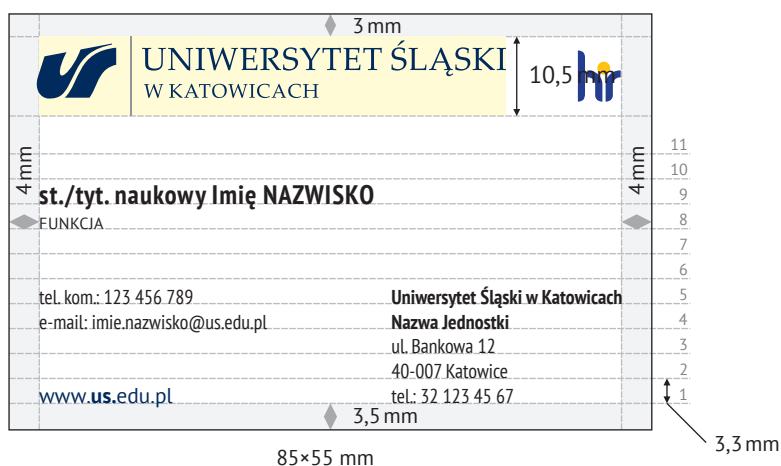 3 mm
UNIWERSYTET ŚLĄSKI
W KATOWICACH
10,5 mm
hr
4 mm
4 mm
11
10
9
8
7
6
5
4
3
2
1
st./tyt. naukowy Imię NAZWISKO
FUNKCJA
tel. kom.: 123 456 789
e-mail: imie.nazwisko@us.edu.pl
www.us.edu.pl
Uniwersytet Śląski w Katowicach
Nazwa Jednostki
ul. Bankowa 12
40-007 Katowice
tel.: 32 123 45 67
3,5 mm
3,3 mm
85×55 mm